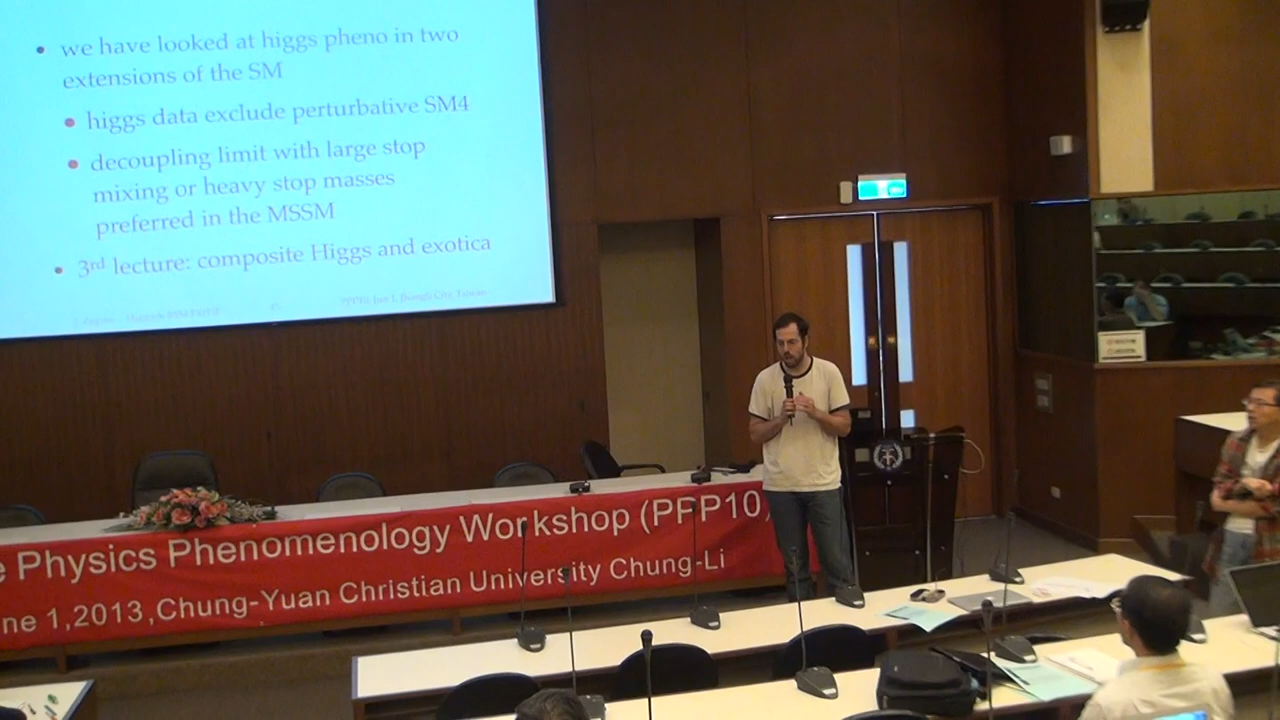 • we have looked at higgs pheno in two
extensions of the SM
• higgs data exclude perturbative SM4
• decoupling limit with large stop
mixing or heavy stop masses
preferred in the MSSM
• 3rd lecture: composite Higgs and exotica
e Physics Phenomenology Workshop (PPP10)
ne 1,2013,Chung-Yuan Christian University Chung-Li